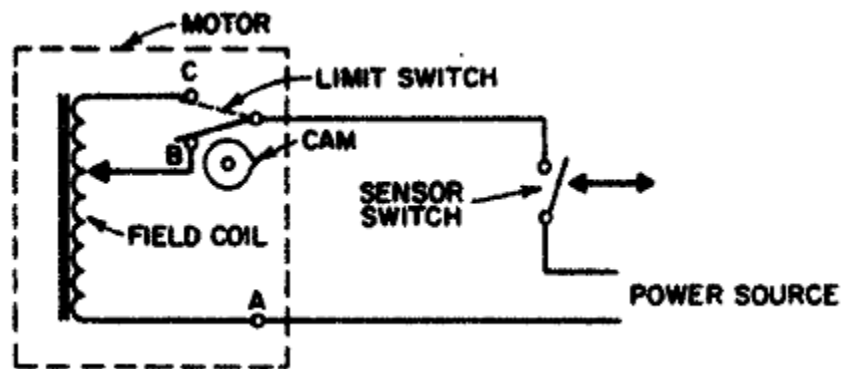 MOTOR
C
LIMIT SWITCH
B
CAM
SENSOR
SWITCH
FIELD COIL
A
POWER SOURCE